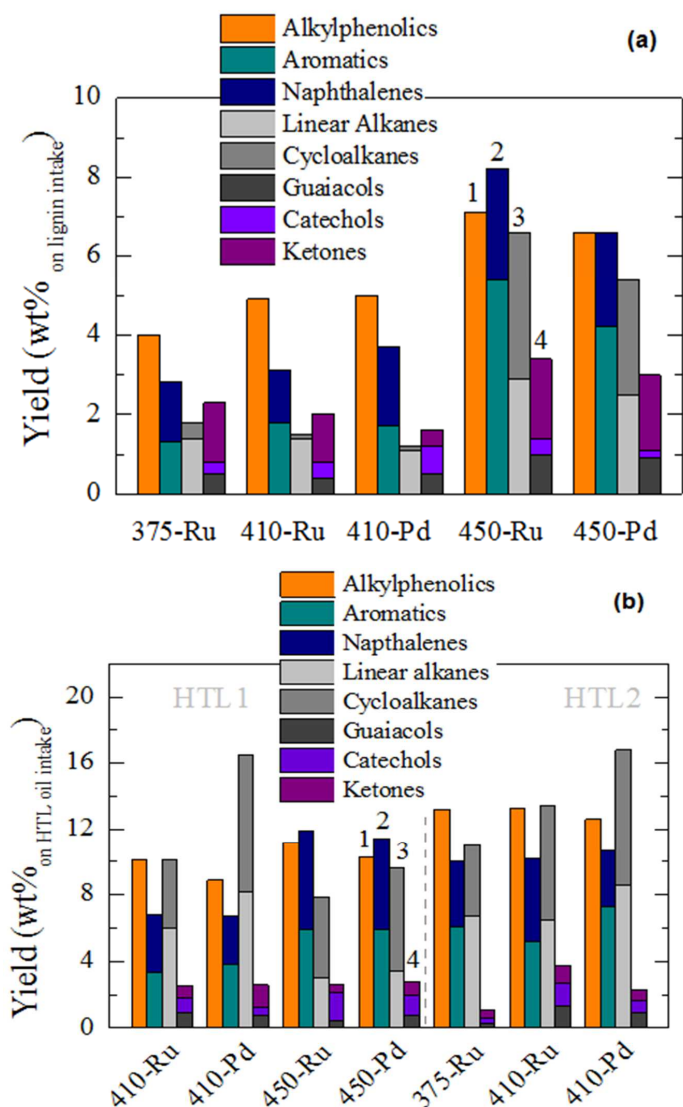 (a)
Alkylphenolics
Aromatics
Naphthalenes
Linear Alkanes
Cycloalkanes
Guaiacols
Catechols
Ketones
Yield (wt% on lignin intake)
10
8
6
4
2
0
1
2
3
4
375-Ru 410-Ru 410-Pd 450-Ru 450-Pd
(b)
Alkylphenolics
Aromatics
Napthalenes
Linear alkanes
Cycloalkanes
Guaiacols
Catechols
Ketones
HTL1
HTL2
Yield (wt% on HTL oil intake)
20
16
12
8
4
0
1
2
3
4
410-Ru 410-Pd 450-Ru 450-Pd 375-Ru 410-Ru 410-Pd